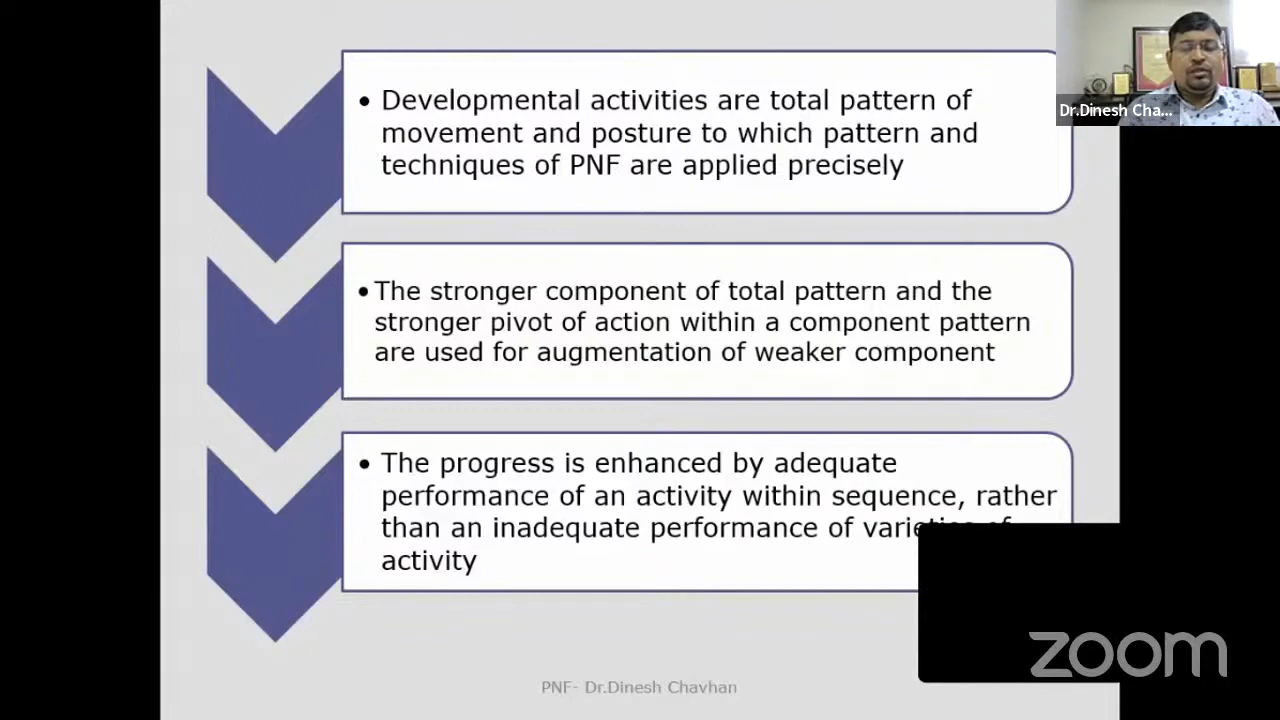 • Developmental activities are total pattern of
movement and posture to which pattern and
techniques of PNF are applied precisely
Dr.Dinesh Cha...
• The stronger component of total pattern and the
stronger pivot of action within a component pattern
are used for augmentation of weaker component
• The progress is enhanced by adequate
performance of an activity within sequence, rather
than an inadequate performance of varieties of
activity
zoom
PNF- Dr.Dinesh Chavhan